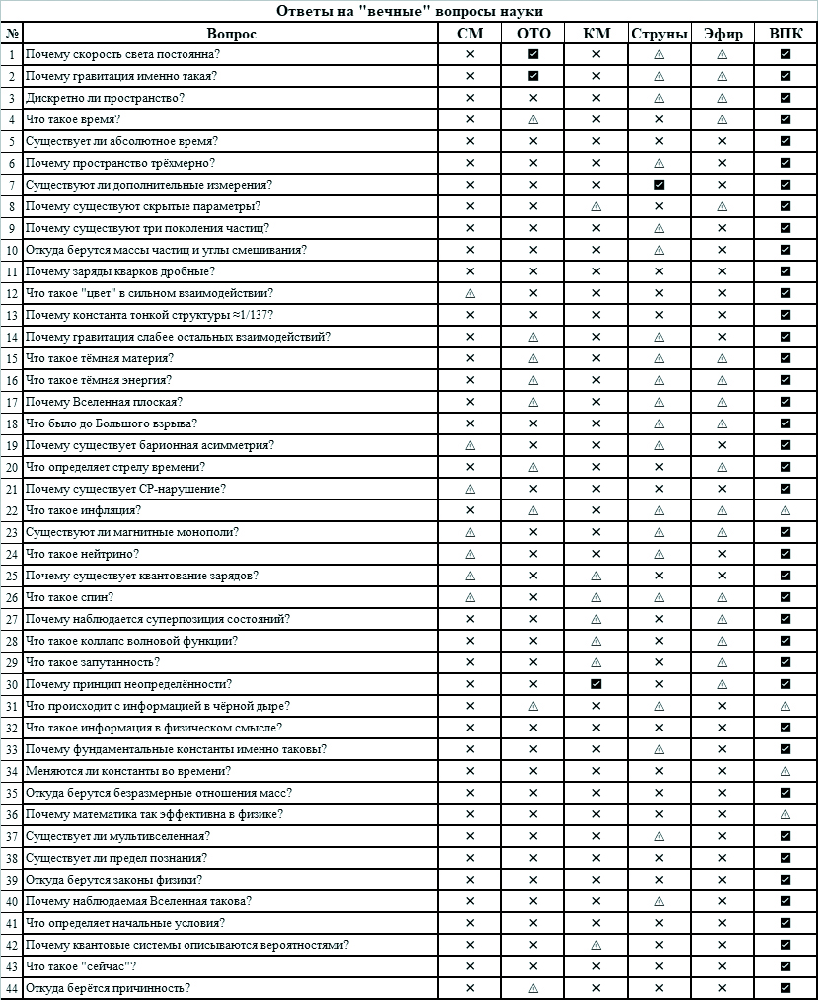 Ответы на "вечные" вопросы науки
№ Вопрос СМ ОТО КМ Струны Эфир ВПК
1 Почему скорость света постоянна? ✕ ☑ ✕ ⚠ ⚠ ☑
2 Почему гравитация именно такая? ✕ ☑ ✕ ⚠ ⚠ ☑
3 Дискретно ли пространство? ✕ ✕ ✕ ⚠ ⚠ ☑
4 Что такое время? ✕ ⚠ ✕ ✕ ⚠ ☑
5 Существует ли абсолютное время? ✕ ✕ ✕ ✕ ✕ ☑
6 Почему пространство трёхмерно? ✕ ✕ ✕ ⚠ ✕ ☑
7 Существуют ли дополнительные измерения? ✕ ✕ ✕ ☑ ✕ ☑
8 Почему существуют скрытые параметры? ✕ ✕ ⚠ ✕ ⚠ ☑
9 Почему существуют три поколения частиц? ✕ ✕ ✕ ⚠ ✕ ☑
10 Откуда берутся массы частиц и углы смешивания? ✕ ✕ ✕ ⚠ ✕ ☑
11 Почему заряды кварков дробные? ✕ ✕ ✕ ✕ ✕ ☑
12 Что такое "цвет" в сильном взаимодействии? ⚠ ✕ ✕ ✕ ✕ ☑
13 Почему константа тонкой структуры ≈1/137? ✕ ✕ ✕ ✕ ✕ ☑
14 Почему гравитация слабее остальных взаимодействий? ✕ ⚠ ✕ ⚠ ✕ ☑
15 Что такое тёмная материя? ✕ ⚠ ✕ ⚠ ⚠ ☑
16 Что такое тёмная энергия? ✕ ⚠ ✕ ⚠ ⚠ ☑
17 Почему Вселенная плоская? ✕ ⚠ ✕ ⚠ ⚠ ☑
18 Что было до Большого взрыва? ✕ ✕ ✕ ⚠ ⚠ ☑
19 Почему существует барионная асимметрия? ⚠ ✕ ✕ ⚠ ✕ ☑
20 Что определяет стрелу времени? ✕ ⚠ ✕ ✕ ⚠ ☑
21 Почему существует CP-нарушение? ⚠ ✕ ✕ ✕ ✕ ☑
22 Что такое инфляция? ✕ ⚠ ✕ ⚠ ⚠ ⚠
23 Существуют ли магнитные монополи? ⚠ ✕ ✕ ⚠ ⚠ ☑
24 Что такое нейтрино? ⚠ ✕ ✕ ⚠ ✕ ☑
25 Почему существует квантование зарядов? ⚠ ✕ ⚠ ✕ ✕ ☑
26 Что такое спин? ⚠ ✕ ⚠ ⚠ ⚠ ☑
27 Почему наблюдается суперпозиция состояний? ✕ ✕ ⚠ ✕ ⚠ ☑
28 Что такое коллапс волновой функции? ✕ ✕ ⚠ ✕ ⚠ ☑
29 Что такое запутанность? ✕ ✕ ⚠ ✕ ⚠ ☑
30 Почему принцип неопределённости? ✕ ✕ ☑ ✕ ⚠ ☑
31 Что происходит с информацией в чёрной дыре? ✕ ⚠ ✕ ⚠ ✕ ⚠
32 Что такое информация в физическом смысле? ✕ ✕ ✕ ✕ ✕ ☑
33 Почему фундаментальные константы именно таковы? ✕ ✕ ✕ ⚠ ✕ ☑
34 Меняются ли константы во времени? ✕ ✕ ✕ ✕ ✕ ⚠
35 Откуда берутся безразмерные отношения масс? ✕ ✕ ✕ ✕ ✕ ☑
36 Почему математика так эффективна в физике? ✕ ✕ ✕ ✕ ✕ ⚠
37 Существует ли мультивселенная? ✕ ✕ ✕ ⚠ ✕ ☑
38 Существует ли предел познания? ✕ ✕ ✕ ✕ ✕ ☑
39 Откуда берутся законы физики? ✕ ✕ ✕ ✕ ✕ ☑
40 Почему наблюдаемая Вселенная такова? ✕ ✕ ✕ ⚠ ✕ ☑
41 Что определяет начальные условия? ✕ ✕ ✕ ✕ ✕ ☑
42 Почему квантовые системы описываются вероятностями? ✕ ✕ ⚠ ✕ ✕ ☑
43 Что такое "сейчас"? ✕ ✕ ✕ ✕ ✕ ☑
44 Откуда берётся причинность? ✕ ⚠ ✕ ✕ ✕ ☑